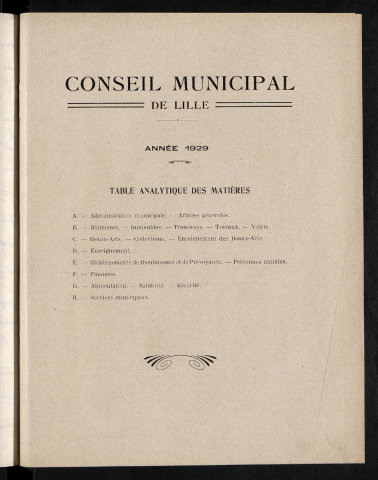 CONSEIL MUNICIPAL
DE LILLE
ANNÉE 1929
TABLE ANALYTIQUE DES MATIÈRES
A. — Administration municipale. — Affaires générales.
B. — Bâtiments. — Immeubles. — Tramways. — Travaux. — Voirie.
C. — Beaux-Arts. — Collections. — Enseignement des Beaux-Arts.
D. — Enseignement.
E. — Etablissements de Bienfaisance et de Prévoyance. — Personnes morales.
F. — Finances.
G. — Alimentation. — Salubrité. — Sécurité.
H. — Services municipaux.